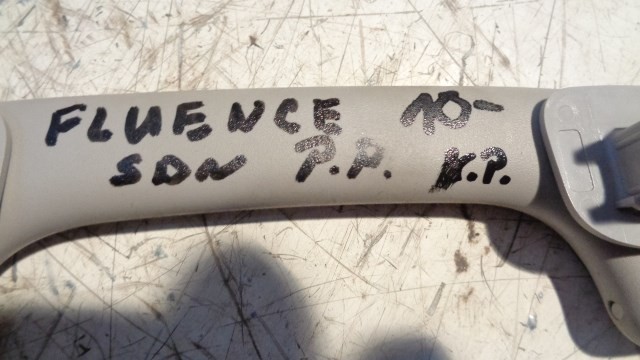 FLUENCE 10-
SDN P.P. K.P.